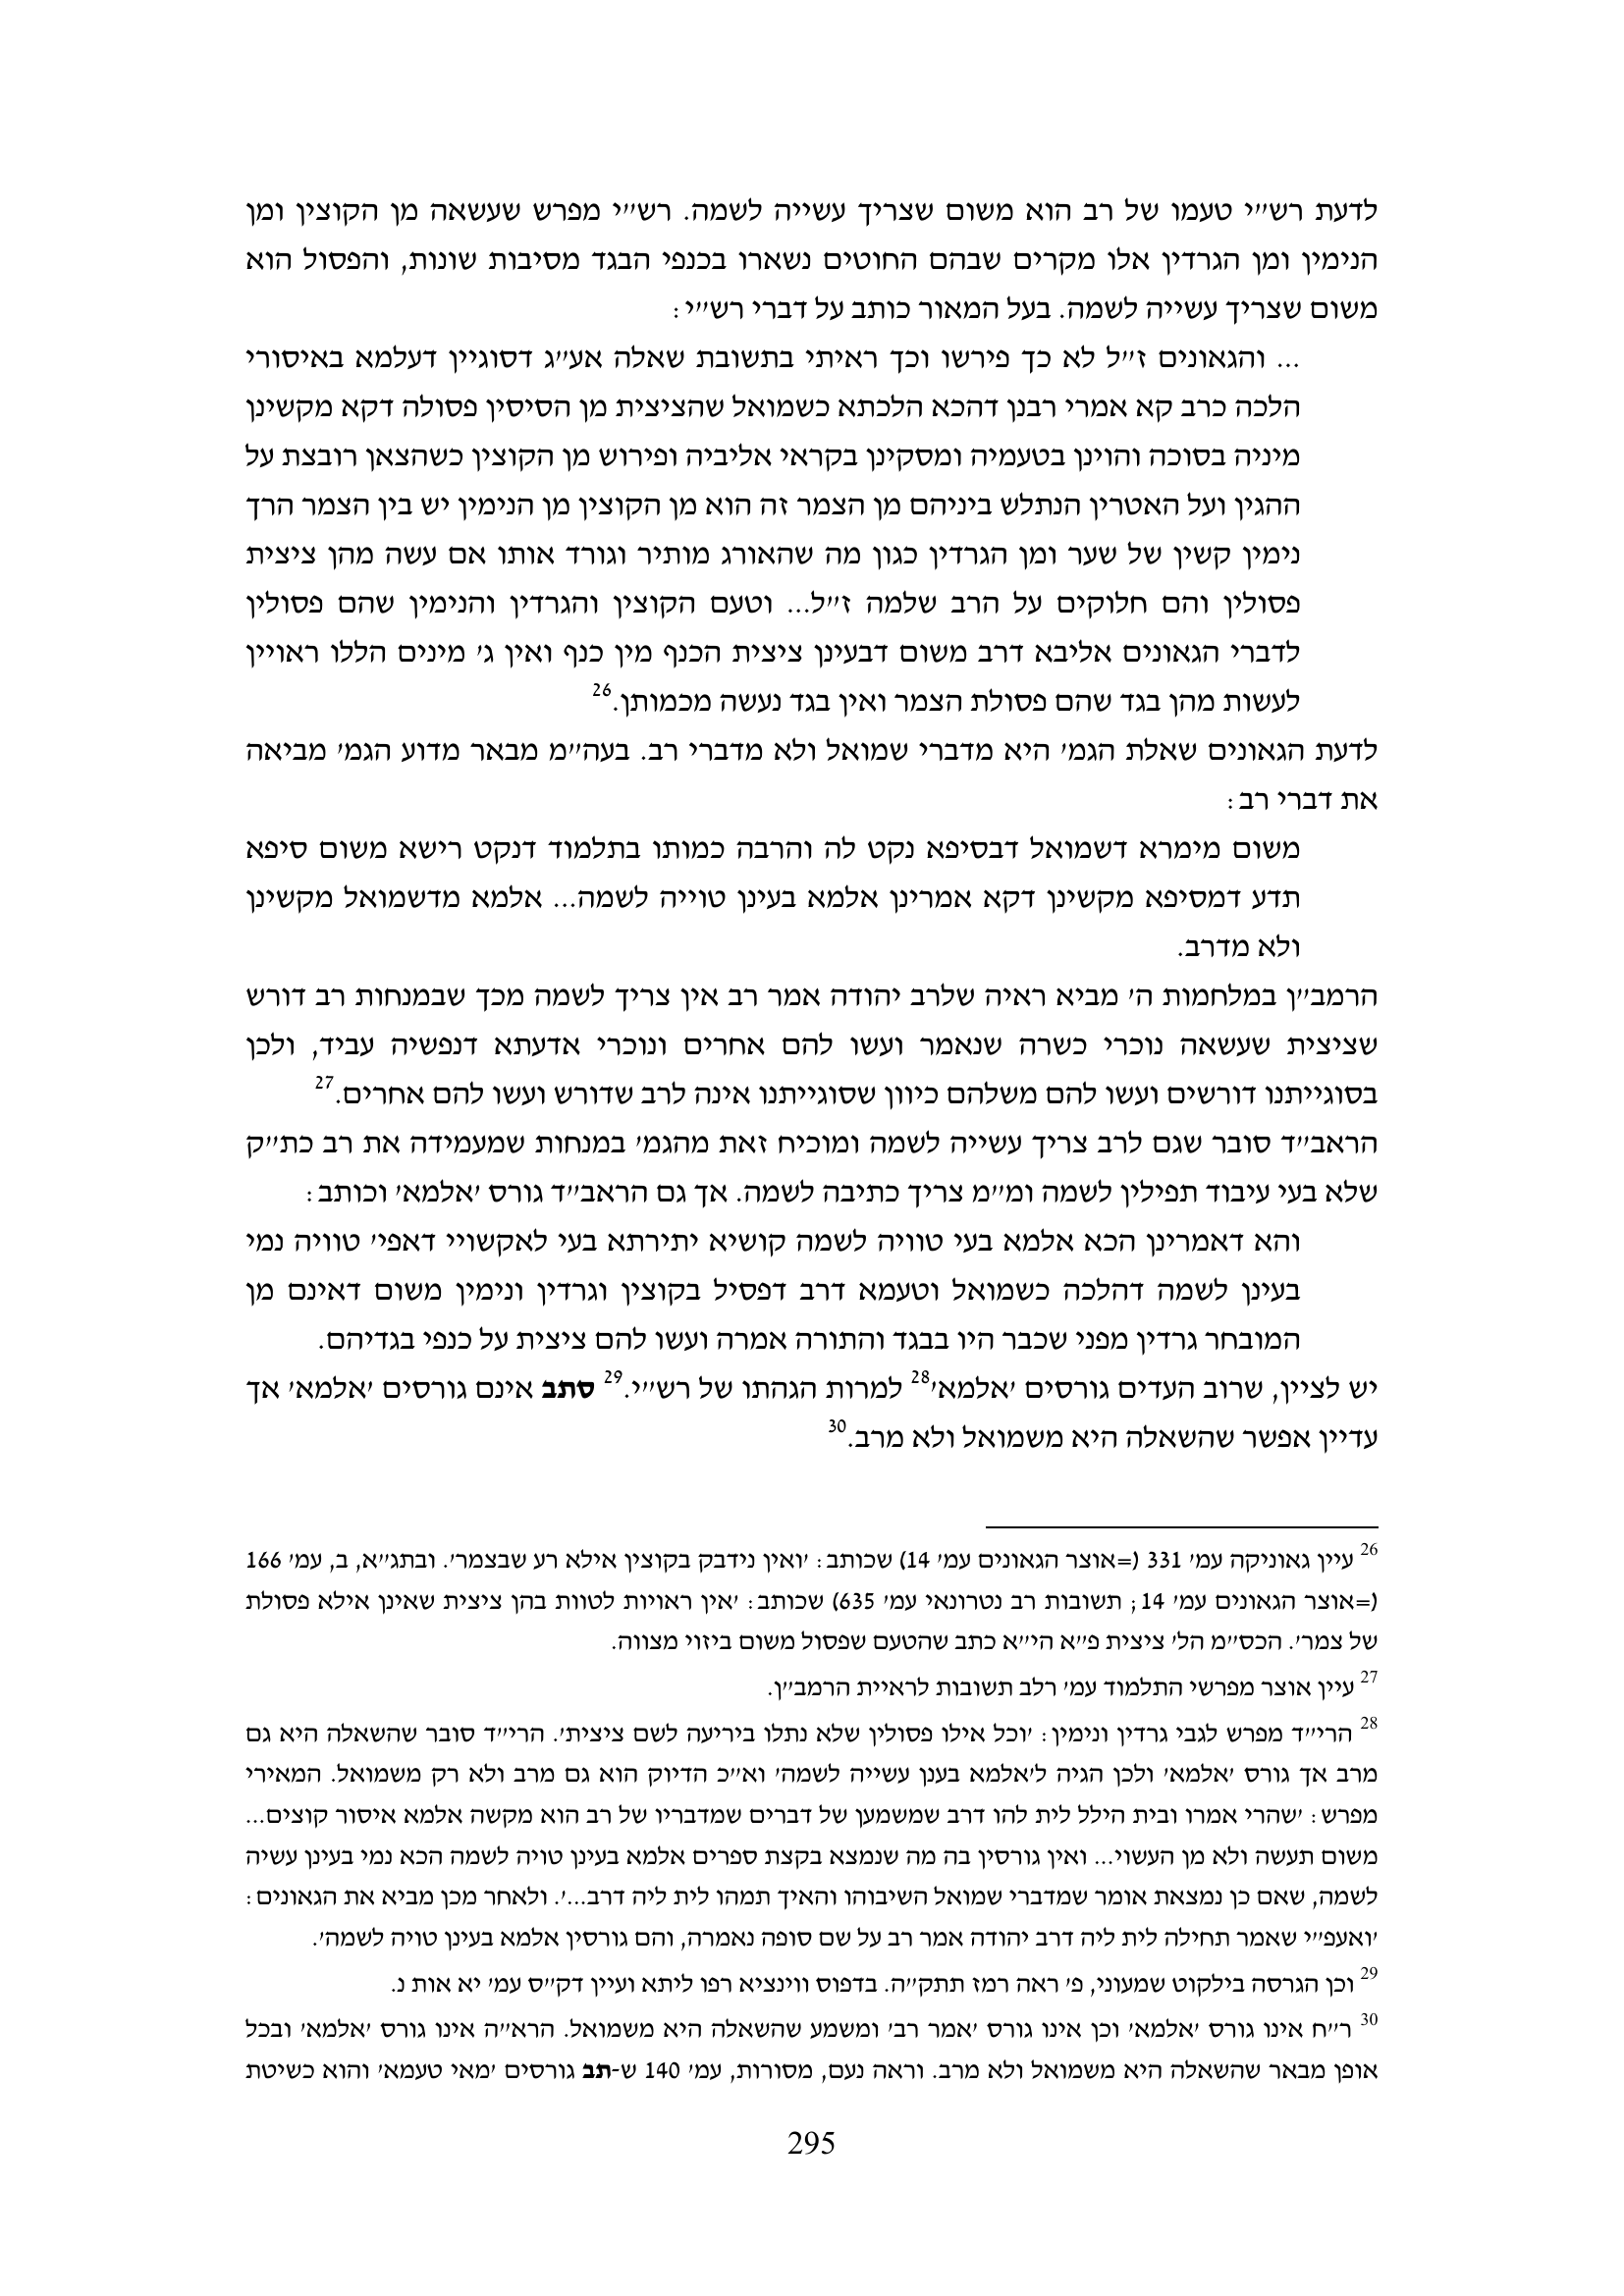 לדעת רש''י טעמו של רב הוא משום שצריך עשייה לשמה. רש''י מפרש שעשאה מן הקוצין ומן
הנימין ומן הגרדין אלו מקרים שבהם החוטים נשארו בכנפי הבגד מסיבות שונות, והפסול הוא
משום שצריך עשייה לשמה. בעל המאור כותב על דברי רש''י:
... והגאונים ז''ל לא כך פירשו וכך ראיתי בתשובת שאלה אע''ג דסוגיין דעלמא באיסורי
הלכה כרב קא אמרי רבנן דהכא הלכתא כשמואל שהציצית מן הסיסין פסולה דקא מקשינן
מיניה בסוכה והוינן בטעמיה ומסקינן בקראי אליביה ופירוש מן הקוצין כשהצאן רובצת על
ההגין ועל האטרין הנתלש ביניהם מן הצמר זה הוא מן הקוצין מן הנימין יש בין הצמר הרך
נימין קשין של שער ומן הגרדין כגון מה שהאורג מותיר וגורד אותו אם עשה מהן ציצית
פסולין והם חלוקים על הרב שלמה ז''ל... וטעם הקוצין והגרדין והנימין שהם פסולין
לדברי הגאונים אליבא דרב משום דבעינן ציצית הכנף מין כנף ואין ג' מינים הללו ראויין
לעשות מהן בגד שהם פסולת הצמר ואין בגד נעשה מכמותן.26
לדעת הגאונים שאלת הגמ' היא מדברי שמואל ולא מדברי רב. בעה''מ מבאר מדוע הגמ' מביאה
את דברי רב:
משום מימרא דשמואל דבסיפא נקט לה והרבה כמותו בתלמוד דנקט רישא משום סיפא
תדע דמסיפא מקשינן דקא אמרינן אלמא בעינן טוייה לשמה... אלמא מדשמואל מקשינן
ולא מדרב.
הרמב''ן במלחמות ה' מביא ראיה שלרב יהודה אמר רב אין צריך לשמה מכך שבמנחות רב דורש
שציצית שעשאה נוכרי כשרה שנאמר ועשו להם אחרים ונוכרי אדעתא דנפשיה עביד, ולכן
בסוגייתנו דורשים ועשו להם משלהם כיוון שסוגייתנו אינה לרב שדורש ועשו להם אחרים.27
הראב''ד סובר שגם לרב צריך עשייה לשמה ומוכיח זאת מהגמ' במנחות שמעמידה את רב כת''ק
שלא בעי עיבוד תפילין לשמה ומ''מ צריך כתיבה לשמה. אך גם הראב''ד גורס 'אלמא' וכותב:
והא דאמרינן הכא אלמא בעי טוויה לשמה קושיא יתירתא בעי לאקשויי דאפי' טוויה נמי
בעינן לשמה דהלכה כשמואל וטעמא דרב דפסיל בקוצין וגרדין ונימין משום דאינם מן
המובחר גרדין מפני שכבר היו בבגד והתורה אמרה ועשו להם ציצית על כנפי בגדיהם.
יש לציין, שרוב העדים גורסים 'אלמא'28 למרות הגהתו של רש''י.29 סתב אינם גורסים 'אלמא' אך
עדיין אפשר שהשאלה היא משמואל ולא מרב.30
26 עיין גאוניקה עמ' 331 (=אוצר הגאונים עמ' 14) שכותב: 'ואין נידבק בקוצין אילא רע שבצמר'. ובתג''א, ב, עמ' 166
(=אוצר הגאונים עמ' 14; תשובות רב נטרונאי עמ' 635) שכותב: 'אין ראויות לטוות בהן ציצית שאינן אילא פסולת
של צמר'. הכס''מ הל' ציצית פ''א הי''א כתב שהטעם שפסול משום ביזוי מצווה.
27 עיין אוצר מפרשי התלמוד עמ' רלב תשובות לראיית הרמב''ן.
28 הרי''ד מפרש לגבי גרדין ונימין: 'וכל אילו פסולין שלא נתלו ביריעה לשם ציצית'. הרי''ד סובר שהשאלה היא גם
מרב אך גורס 'אלמא' ולכן הגיה ל'אלמא בענן עשייה לשמה' וא''כ הדיוק הוא גם מרב ולא רק משמואל. המאירי
מפרש: 'שהרי אמרו ובית הילל לית להו דרב שמשמען של דברים שמדבריו של רב הוא מקשה אלמא איסור קוצים...
משום תעשה ולא מן העשוי... ואין גורסין בה מה שנמצא בקצת ספרים אלמא בעינן טויה לשמה הכא נמי בעינן עשיה
לשמה, שאם כן נמצאת אומר שמדברי שמואל השיבוהו והאיך תמהו לית ליה דרב...'. ולאחר מכן מביא את הגאונים:
'ואעפ''י שאמר תחילה לית ליה דרב יהודה אמר רב על שם סופה נאמרה, והם גורסין אלמא בעינן טויה לשמה'.
29 וכן הגרסה בילקוט שמעוני, פ' ראה רמז תתק''ה. בדפוס ווינציא רפו ליתא ועיין דק''ס עמ' יא אות נ.
30 ר''ח אינו גורס 'אלמא' וכן אינו גורס 'אמר רב' ומשמע שהשאלה היא משמואל. הרא''ה אינו גורס 'אלמא' ובכל
אופן מבאר שהשאלה היא משמואל ולא מרב. וראה נעם, מסורות, עמ' 140 ש-תב גורסים 'מאי טעמא' והוא כשיטת
295